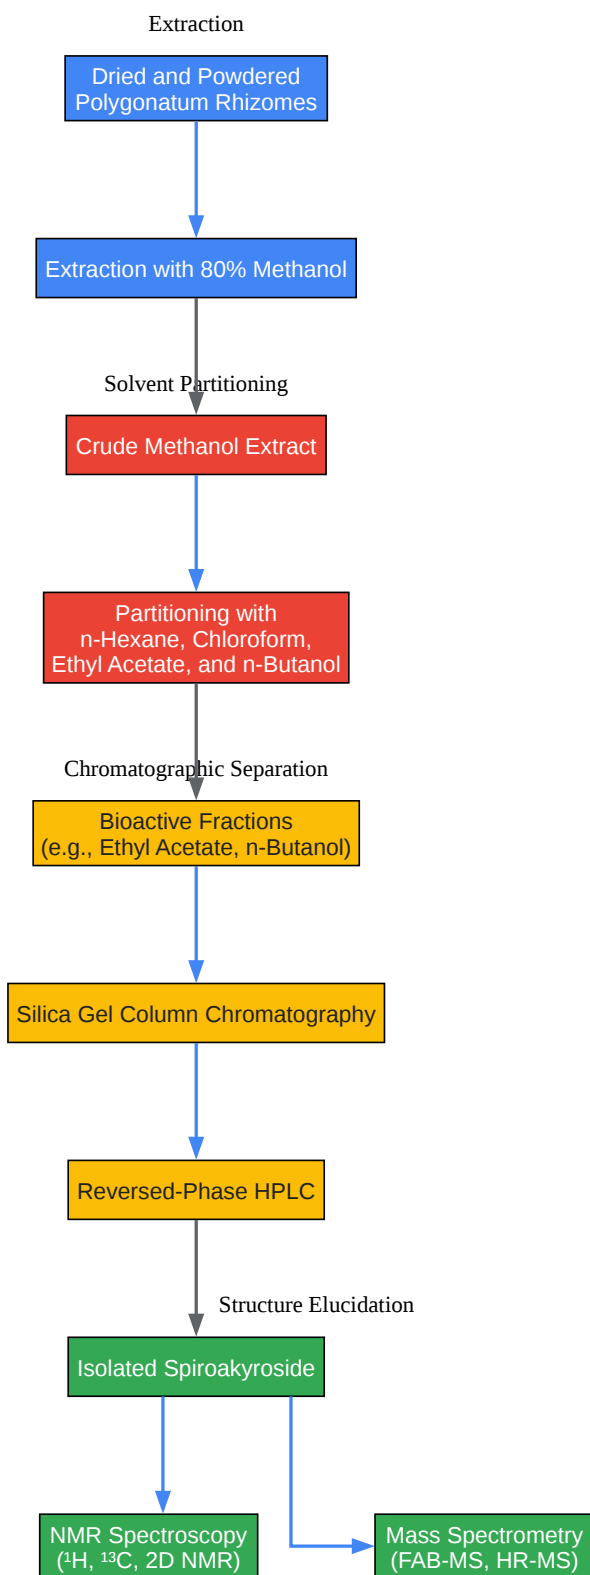 Extraction
Dried and Powdered
Polygonatum Rhizomes
Extraction with 80% Methanol
Solvent Partitioning
Crude Methanol Extract
Partitioning with
n-Hexane, Chloroform,
Ethyl Acetate, and n-Butanol
Chromatographic Separation
Bioactive Fractions
(e.g., Ethyl Acetate, n-Butanol)
Silica Gel Column Chromatography
Reversed-Phase HPLC
Structure Elucidation
Isolated Spiroakyroside
NMR Spectroscopy
(¹H, ¹³C, 2D NMR)
Mass Spectrometry
(FAB-MS, HR-MS)